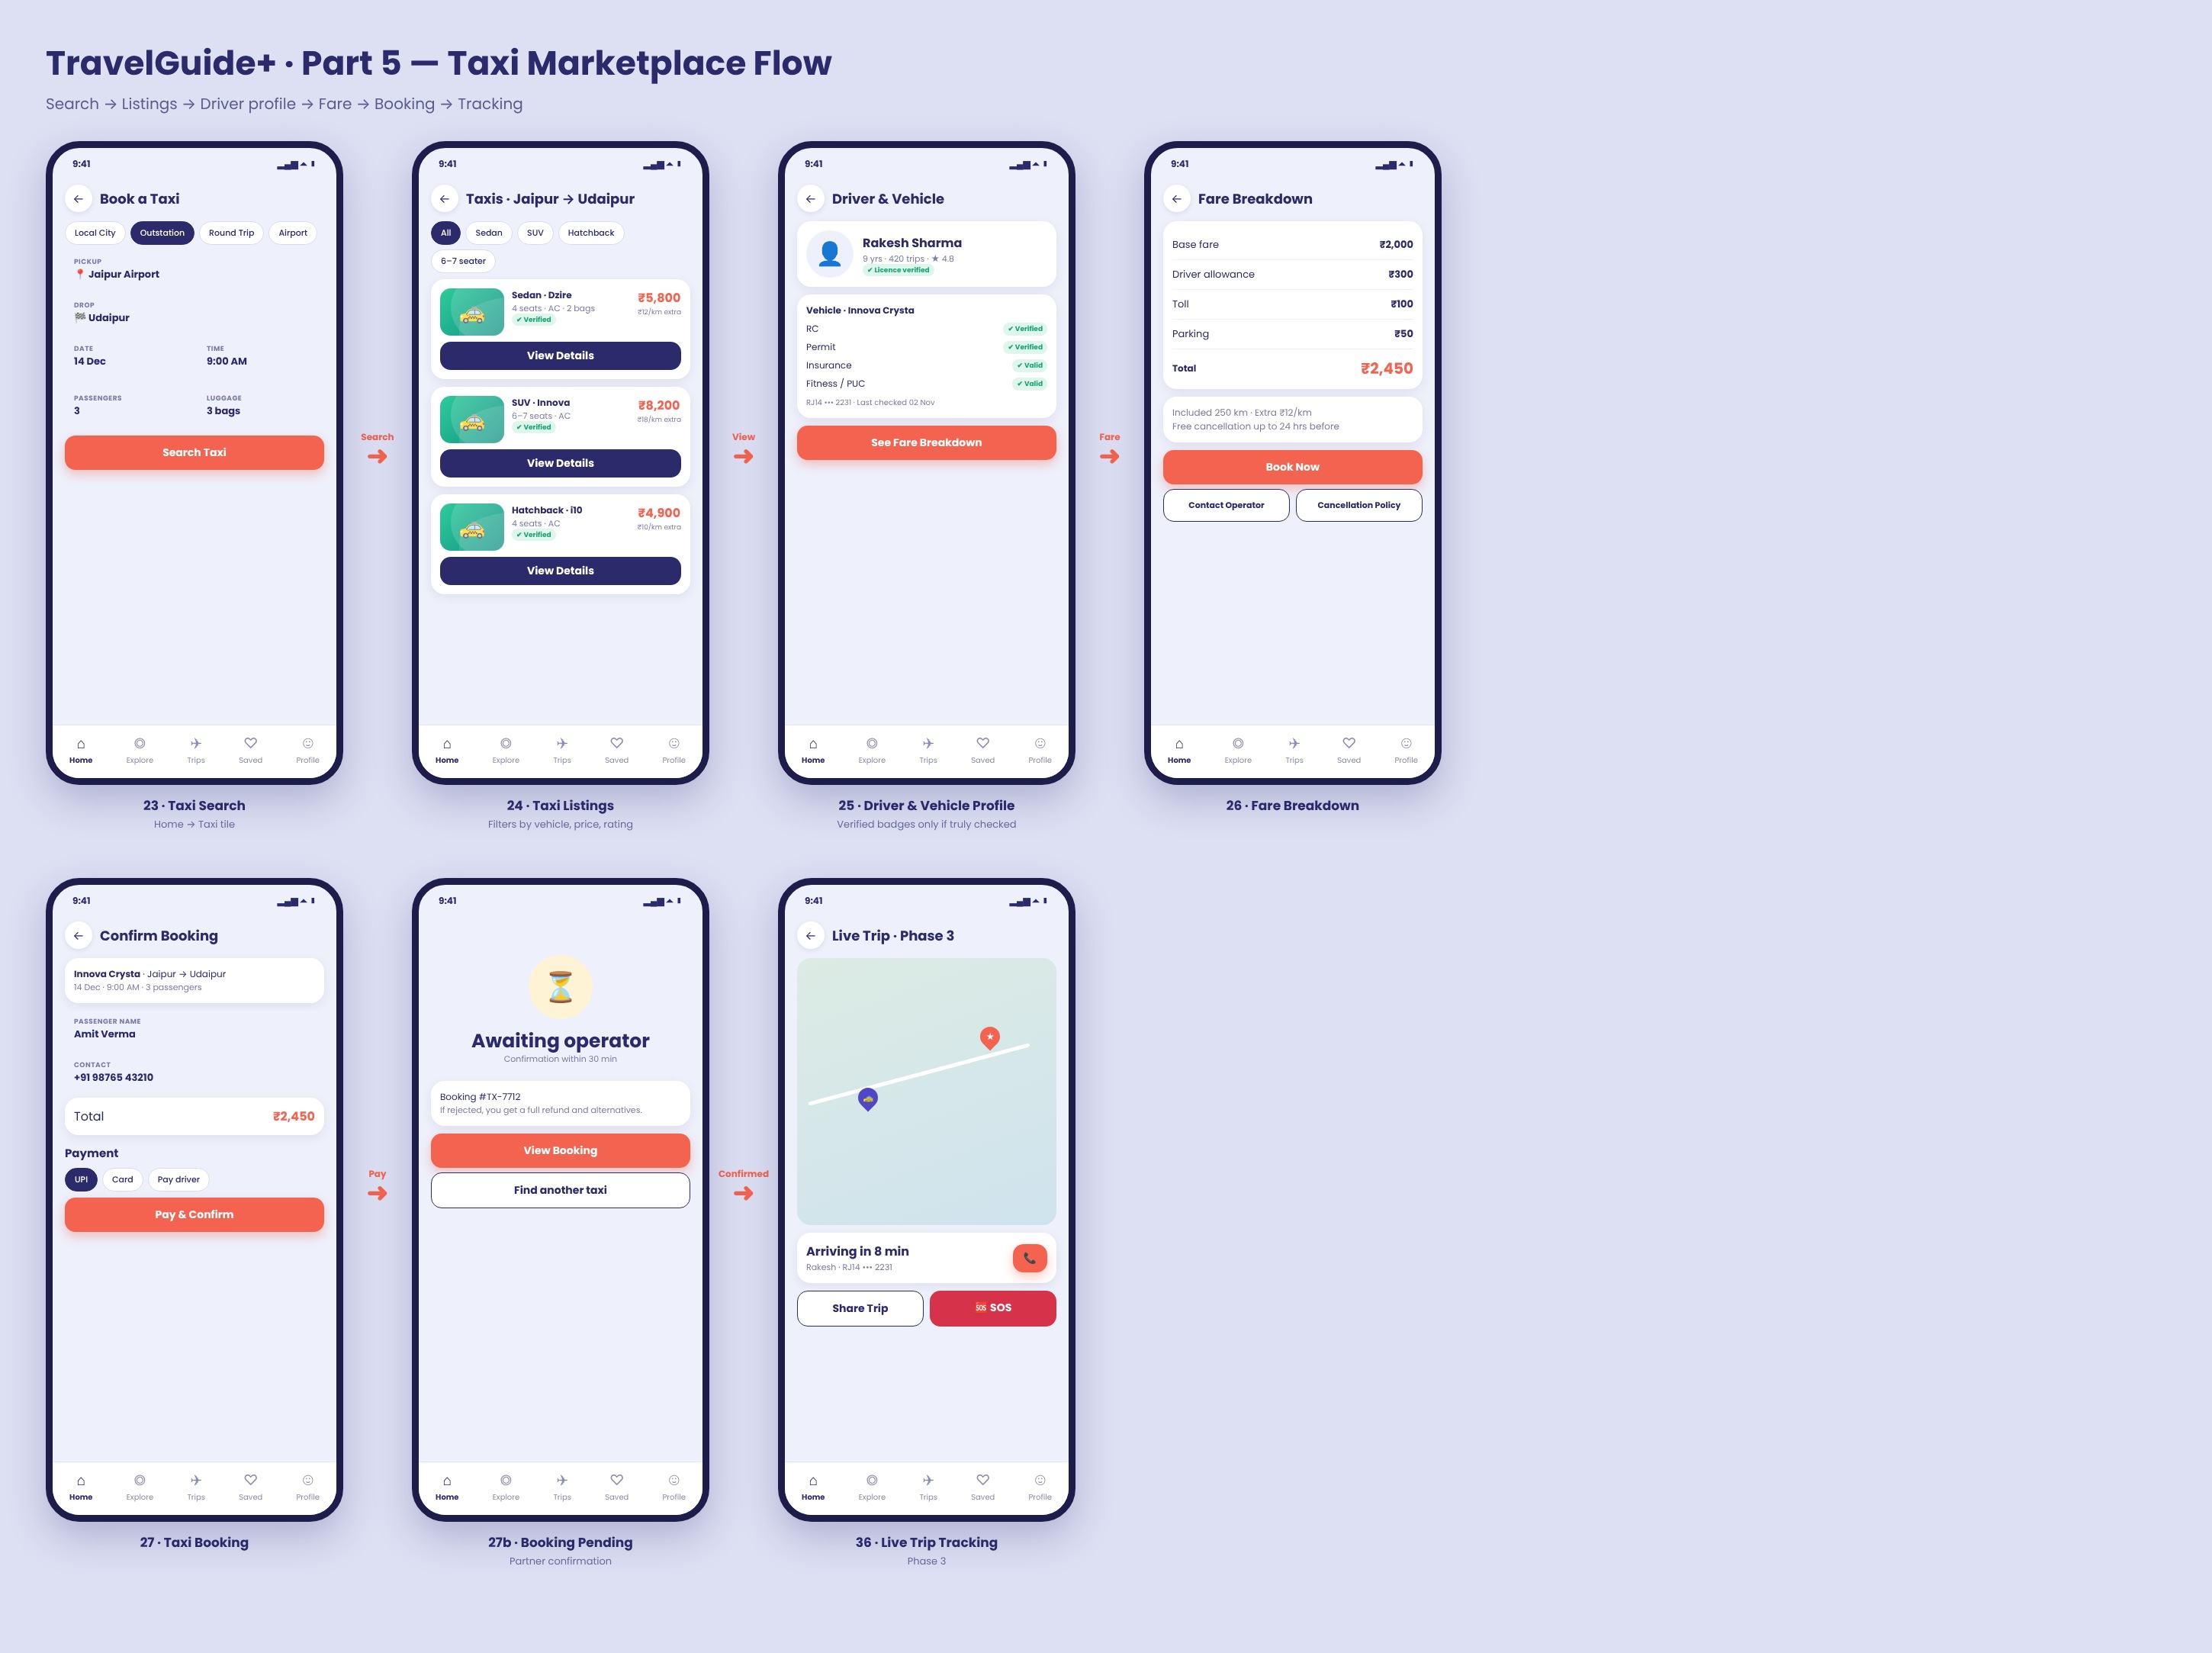 TravelGuide+ · Part 5 — Taxi Marketplace Flow
Search → Listings → Driver profile → Fare → Booking → Tracking
9:41
← Book a Taxi
Local City Outstation Round Trip Airport
PICKUP
📍 Jaipur Airport
DROP
🏁 Udaipur
DATE TIME
14 Dec 9:00 AM
PASSENGERS LUGGAGE
3 3 bags
Search Taxi
Home Explore Trips Saved Profile
23 · Taxi Search
Home → Taxi tile
Search
➜
9:41
← Taxis · Jaipur → Udaipur
All Sedan SUV Hatchback
6–7 seater
Sedan · Dzire ₹5,800
4 seats · AC · 2 bags ₹12/km extra
✔ Verified
View Details
SUV · Innova ₹8,200
6–7 seats · AC ₹18/km extra
✔ Verified
View Details
Hatchback · i10 ₹4,900
4 seats · AC ₹10/km extra
✔ Verified
View Details
Home Explore Trips Saved Profile
24 · Taxi Listings
Filters by vehicle, price, rating
View
➜
9:41
← Driver & Vehicle
Rakesh Sharma
9 yrs · 420 trips · ★ 4.8
✔ Licence verified
Vehicle · Innova Crysta
RC ✔ Verified
Permit ✔ Verified
Insurance ✔ Valid
Fitness / PUC ✔ Valid
RJ14 ••• 2231 · Last checked 02 Nov
See Fare Breakdown
Home Explore Trips Saved Profile
25 · Driver & Vehicle Profile
Verified badges only if truly checked
Fare
➜
9:41
← Fare Breakdown
Base fare ₹2,000
Driver allowance ₹300
Toll ₹100
Parking ₹50
Total ₹2,450
Included 250 km · Extra ₹12/km
Free cancellation up to 24 hrs before
Book Now
Contact Operator Cancellation Policy
Home Explore Trips Saved Profile
26 · Fare Breakdown
9:41
← Confirm Booking
Innova Crysta · Jaipur → Udaipur
14 Dec · 9:00 AM · 3 passengers
PASSENGER NAME
Amit Verma
CONTACT
+91 98765 43210
Total ₹2,450
Payment
UPI Card Pay driver
Pay & Confirm
Home Explore Trips Saved Profile
27 · Taxi Booking
Pay
➜
9:41
Awaiting operator
Confirmation within 30 min
Booking #TX-7712
If rejected, you get a full refund and alternatives.
View Booking
Find another taxi
Home Explore Trips Saved Profile
27b · Booking Pending
Partner confirmation
Confirmed
➜
9:41
← Live Trip · Phase 3
Arriving in 8 min
Rakesh · RJ14 ••• 2231
Share Trip 🆘 SOS
Home Explore Trips Saved Profile
36 · Live Trip Tracking
Phase 3